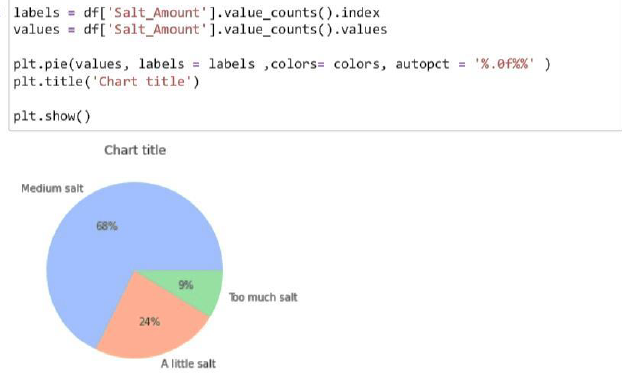 labels = df['Salt_Amount'].value_counts().index
values = df['Salt_Amount'].value_counts().values
plt.pie(values, labels = labels ,colors= colors, autopct = '%.0f%%' )
plt.title('Chart title')
plt.show()
Chart title
Medium salt
68%
9%
Too much salt
24%
A little salt